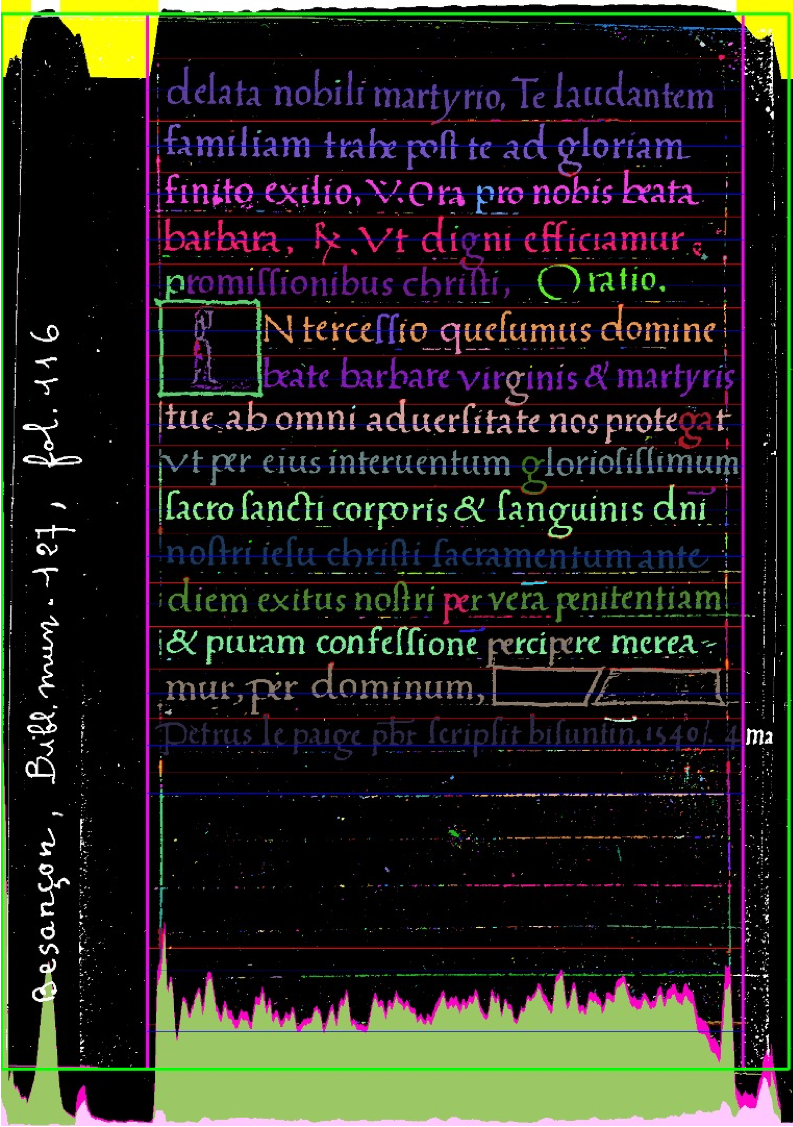 delata nobili martyrio, Te laudantem
familiam trahe poſt te ad gloriam
finito exilio, V. Ora pro nobis beata
barbara, ℟. Vt digni efficiamur
promiſſionibus chriſti, Oratio.
INterceſſio queſumus domine
beate barbare virginis & martyris
tue ab omni aduerſitate nos protegat
vt per eius interuentum glorioſiſſimum
ſacro ſancti corporis & ſanguinis dni
noſtri ieſu chriſti ſacramentum ante
diem exitus noſtri per vera penitentiam
& puram confeſſione percipere merea=
mur, per dominum,
Petrus le paige pbr ſcripſit biſuntin. 1540 /. 4 ma
Besançon, Bibl. mun. 127, fol. 116